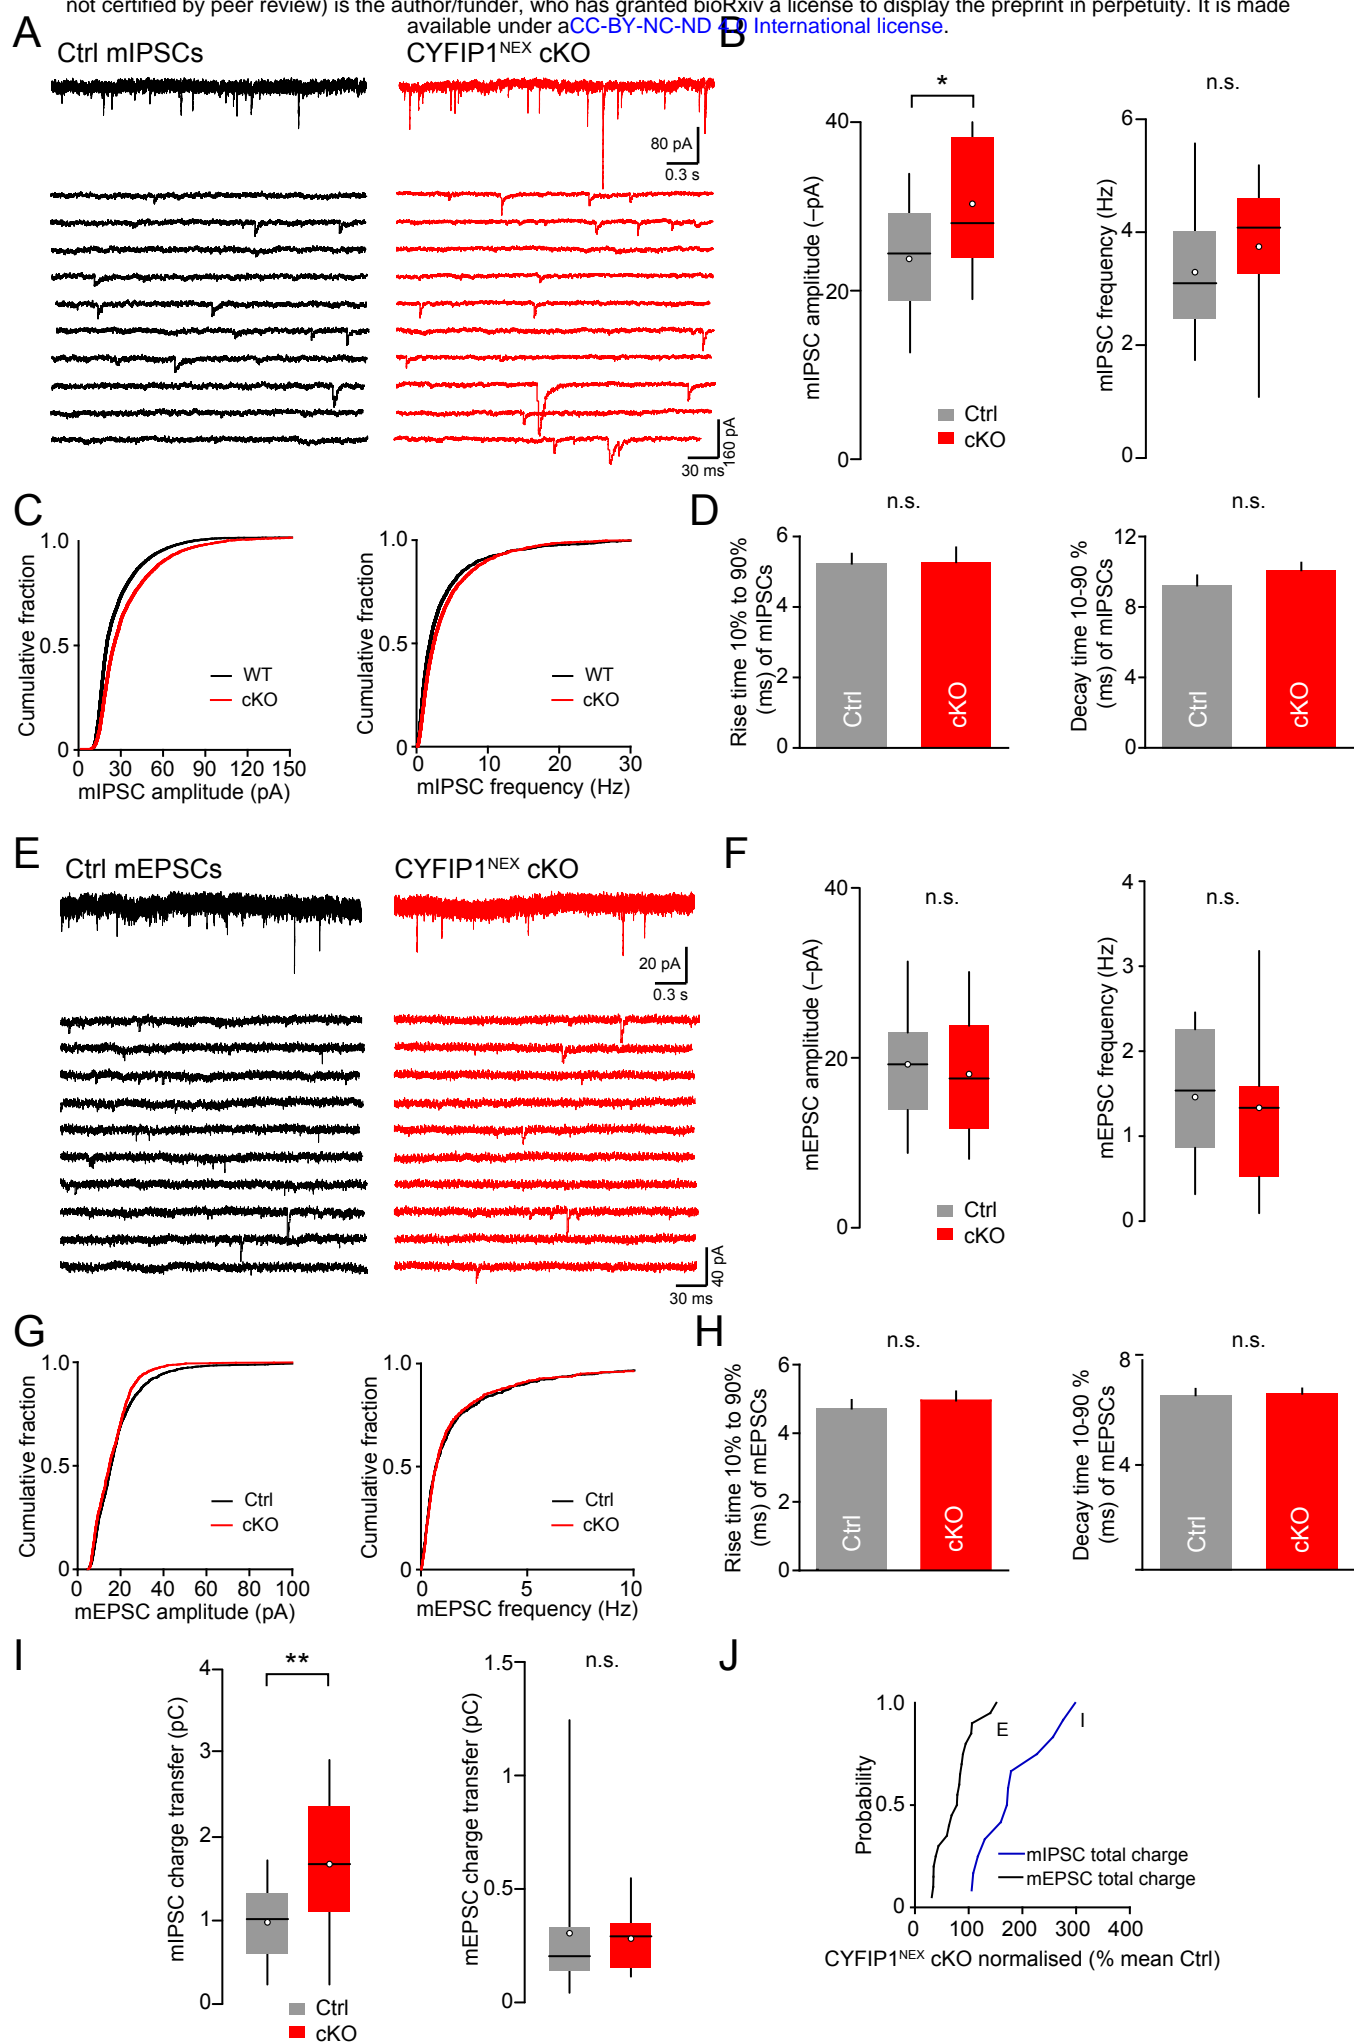 not certified by peer review) is the author/funder, who has granted bioRxiv a license to display the preprint in perpetuity. It is made
available under aCC-BY-NC-ND 4.0 International license.
A
Ctrl mIPSCs
CYFIP1NEX cKO
80 pA
0.3 s
160 pA
30 ms
B
*
40
20
0
mIPSC amplitude (–pA)
Ctrl
cKO
n.s.
6
4
2
0
mIPSC frequency (Hz)
C
1.0
0.5
0
Cumulative fraction
WT
cKO
0 30 60 90 120 150
mIPSC amplitude (pA)
1.0
0.5
0
Cumulative fraction
WT
cKO
0 10 20 30
mIPSC frequency (Hz)
D
n.s.
6
4
2
0
Rise time 10% to 90%
(ms) of mIPSCs
Ctrl
cKO
n.s.
12
8
4
0
Decay time 10-90 %
(ms) of mIPSCs
Ctrl
cKO
E
Ctrl mEPSCs
CYFIP1NEX cKO
20 pA
0.3 s
40 pA
30 ms
F
n.s.
40
20
0
mEPSC amplitude (–pA)
Ctrl
cKO
n.s.
4
3
2
1
0
mEPSC frequency (Hz)
G
1.0
0.5
0
Cumulative fraction
Ctrl
cKO
0 20 40 60 80 100
mEPSC amplitude (pA)
1.0
0.5
0
Cumulative fraction
Ctrl
cKO
0 5 10
mEPSC frequency (Hz)
H
n.s.
6
4
2
0
Rise time 10% to 90%
(ms) of mEPSCs
Ctrl
cKO
n.s.
8
4
Decay time 10-90 %
(ms) of mEPSCs
Ctrl
cKO
I
**
4
3
2
1
0
mIPSC charge transfer (pC)
Ctrl
cKO
n.s.
1.5
1
0.5
0
mEPSC charge transfer (pC)
J
1.0
0.5
0
Probability
E
I
mIPSC total charge
mEPSC total charge
0 100 200 300 400
CYFIP1NEX cKO normalised (% mean Ctrl)